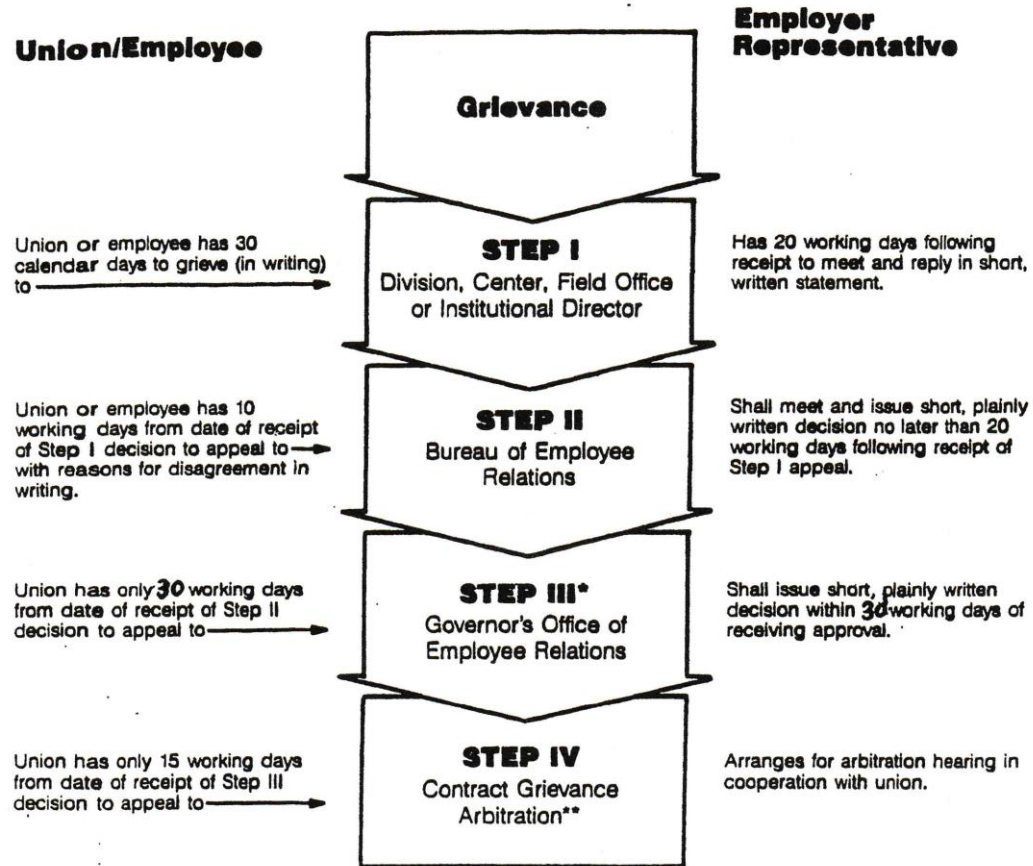 Union/Employee
Employer
Representative
Grievance
Union or employee has 30
calendar days to grieve (in writing)
to
STEP I
Division, Center, Field Office
or Institutional Director
Has 20 working days following
receipt to meet and reply in short,
written statement.
Union or employee has 10
working days from date of receipt
of Step I decision to appeal to
with reasons for disagreement in
writing.
STEP II
Bureau of Employee
Relations
Shall meet and issue short, plainly
written decision no later than 20
working days following receipt of
Step I appeal.
Union has only 30 working days
from date of receipt of Step II
decision to appeal to
STEP III*
Governor's Office of
Employee Relations
Shall issue short, plainly written
decision within 30 working days of
receiving approval.
Union has only 15 working days
from date of receipt of Step III
decision to appeal to
STEP IV
Contract Grievance
Arbitration**
Arranges for arbitration hearing in
cooperation with union.